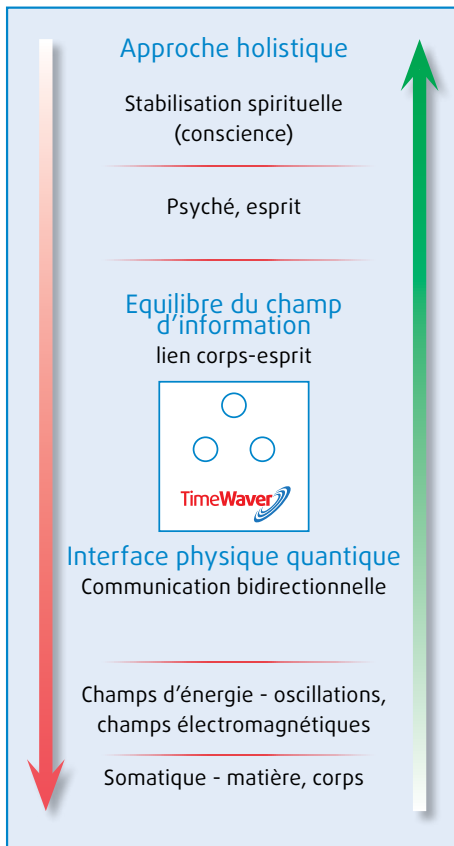 Approche holistique
Stabilisation spirituelle
(conscience)
Psyché, esprit
Equilibre du champ
d'information
lien corps-esprit
TimeWaver
Interface physique quantique
Communication bidirectionnelle
Champs d'énergie - oscillations,
champs électromagnétiques
Somatique - matière, corps